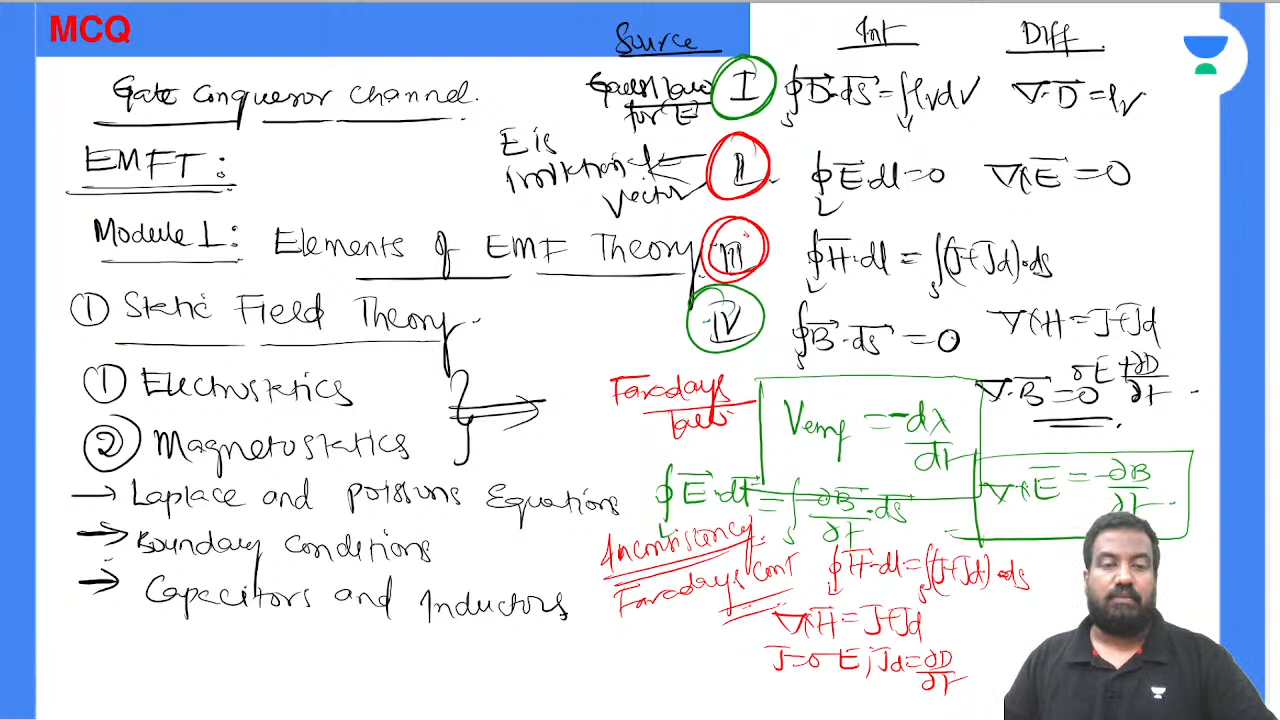 MCQ
Gate Conqueror Channel.
EMFT :
Module 1: Elements of EMF Theory
① Static Field Theory
① Electrostatics
② Magnetostatics
→ Laplace and poissons Equations
→ Boundary Conditions
→ Capacitors and Inductors
Source Int Diff
for (E) I ∮D·ds = ∫ρv dv ∇·D = ρv
E is
Vector II ∮E·dl = 0 ∇×E = 0
III ∮H·dl = ∫(J+Jd)·ds
∇×H = J+Jd
IV ∮B·ds = 0
σE + ∂D/∂t
∇·B = 0
Faradays
laws
Vemf = -dλ/dt
∮E·dl = ∫ ∂B/∂t · ds
∇×E = -∂B/∂t
Inconsistency
Faradays Cont
∮H·dl = ∫(J+Jd)·ds
∇×H = J+Jd
J = σE ; Jd = ∂D/∂t